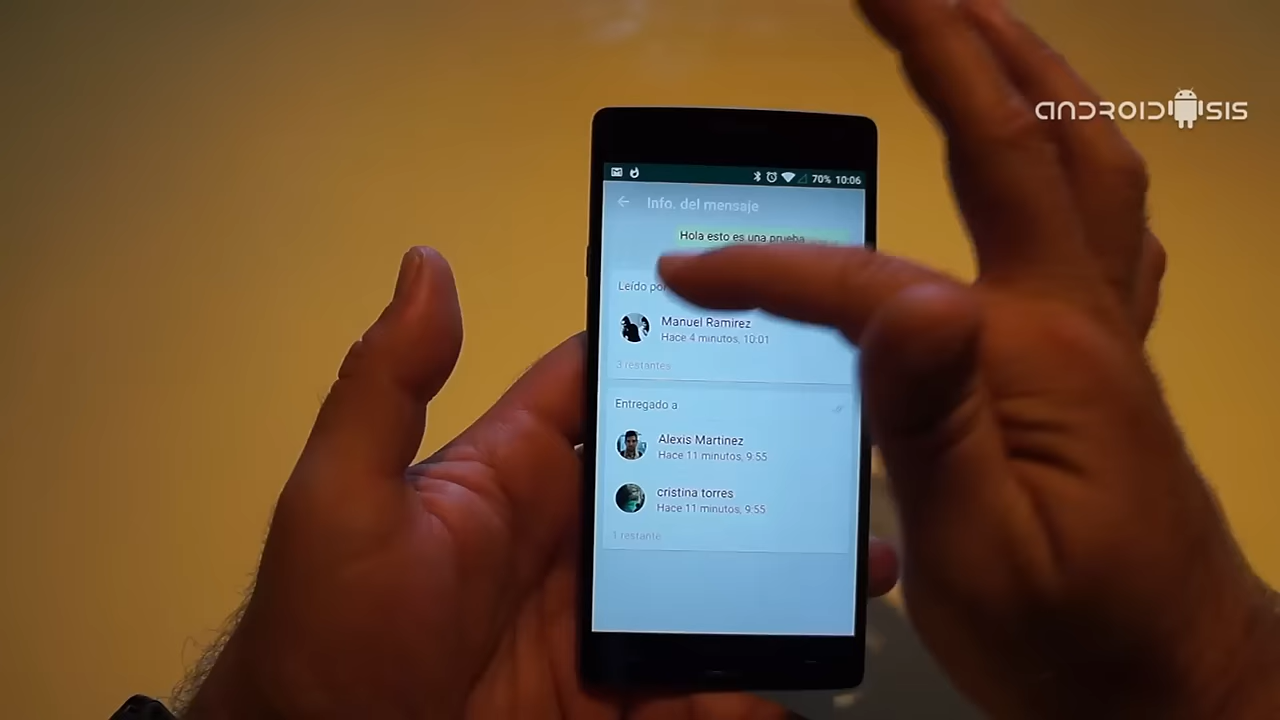 ANDROIDSIS
70% 10:06
Info. del mensaje
Hola esto es una prueba
Leído por
Manuel Ramirez
Hace 4 minutos, 10:01
3 restantes
Entregado a
Alexis Martinez
Hace 11 minutos, 9:55
cristina torres
Hace 11 minutos, 9:55
1 restante